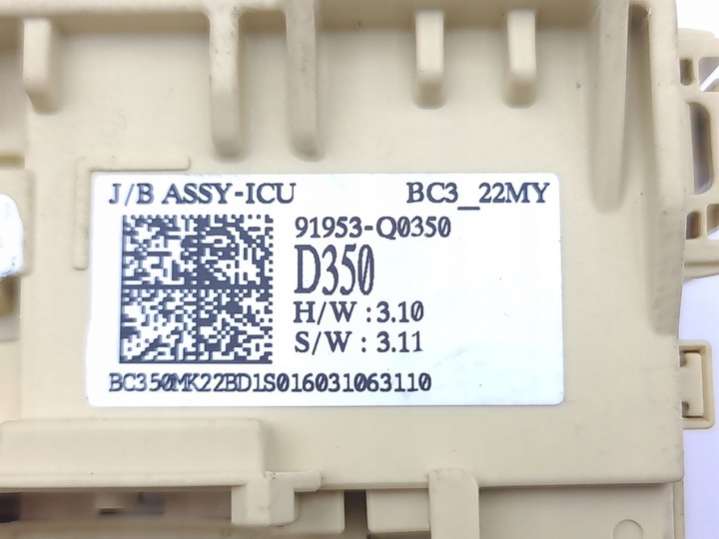 J/B ASSY-ICU BC3_22MY
91953-Q0350
D350
H/W : 3.10
S/W : 3.11
BC350MK22BD1S016031063110